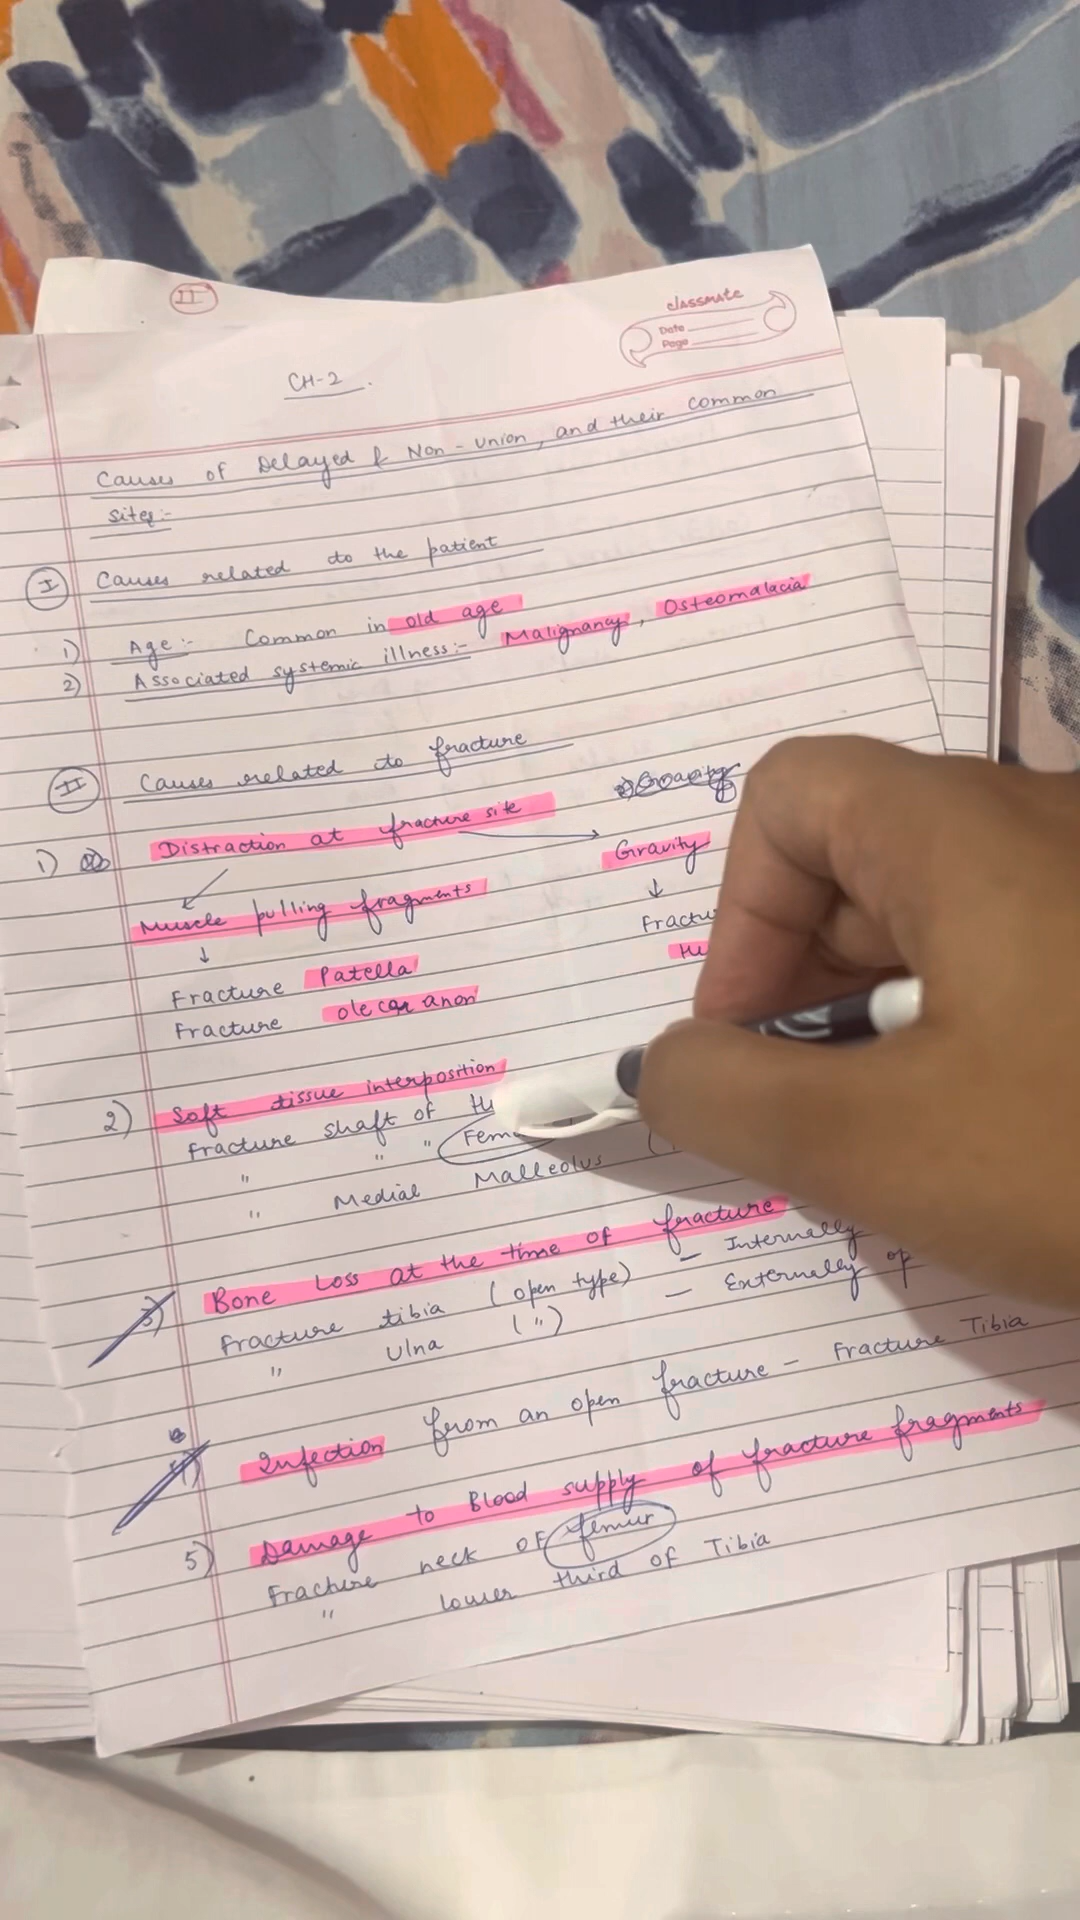 II
classmate
Date
Page
CH-2.
Causes of Delayed & Non-union, and their common
sites:-
I Causes related to the patient
1) Age:- Common in old age
2) Associated systemic illness:- Malignancy, Osteomalacia
II Causes related to fracture
1) Distraction at fracture site
Gravity
Muscle pulling fragments
↓
↓
Fracture Patella
Fracture olecranon
2) Soft tissue interposition
fracture shaft of
" " "
" Medial Malleolus (
3) Bone Loss at the time of fracture
Fracture tibia (open type) - Internally
" Ulna (") - Externally
4) Infection from an open fracture - Fracture Tibia
5) Damage to Blood supply of fracture fragments
Fracture neck of femur
" lower third of Tibia